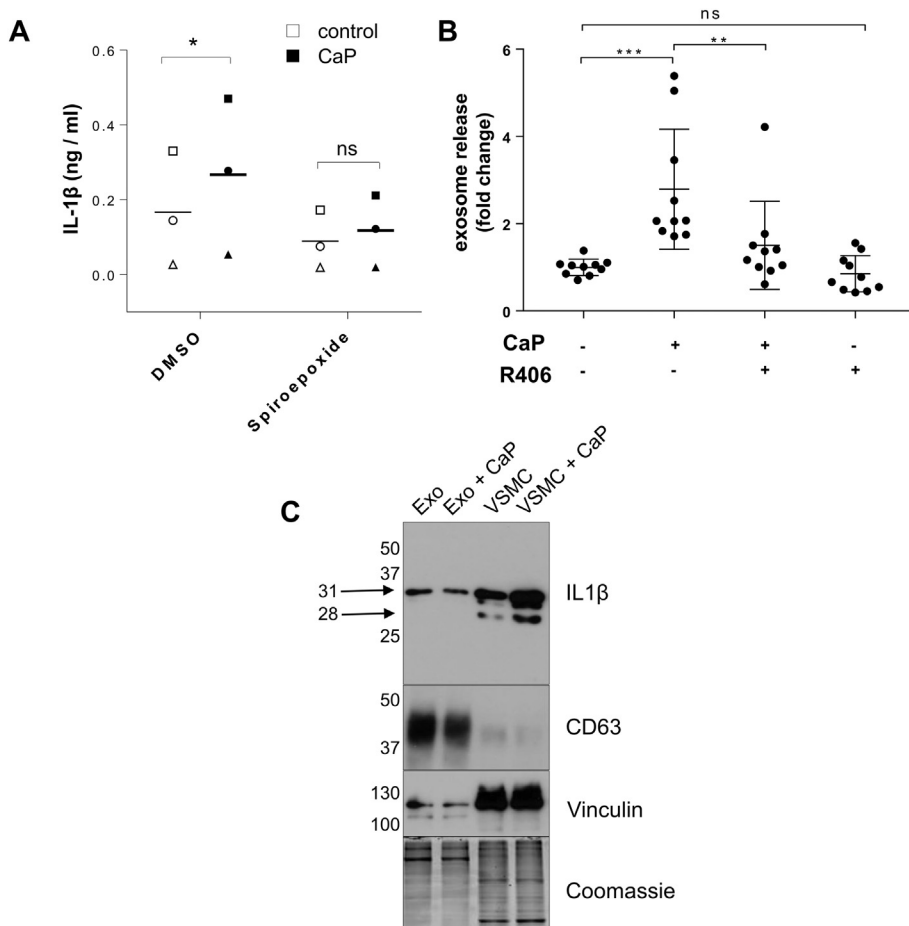 A
control
CaP
*
ns
0.6
0.4
0.2
0.0
IL-1β (ng / ml)
DMSO
Spiroepoxide
B
ns
***
**
6
4
2
0
exosome release
(fold change)
CaP - + + -
R406 - - + +
C
Exo
Exo + CaP
VSMC
VSMC + CaP
50
37
31
28
25
IL1β
50
37
CD63
130
100
Vinculin
Coomassie